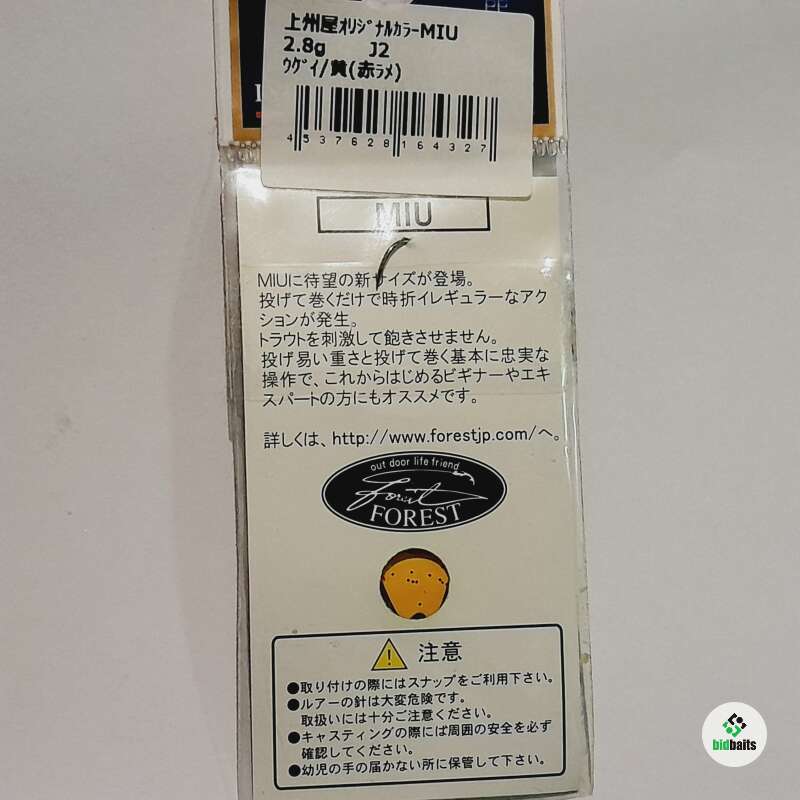 上州屋ｵﾘｼﾞﾅﾙｶﾗｰMIU
2.8g J2
ｳｸﾞｲ/黄(赤ﾗﾒ)
4 537628 164327
MIU
MIUに待望の新サイズが登場。
投げて巻くだけで時折イレギュラーなアク
ションが発生。
トラウトを刺激して飽きさせません。
投げ易い重さと投げて巻く基本に忠実な
操作で、これからはじめるビギナーやエキ
スパートの方にもオススメです。
詳しくは、http://www.forestjp.com/へ。
out door life friend
Forest
FOREST
注意
●取り付けの際にはスナップをご利用下さい。
●ルアーの針は大変危険です。
取扱いには十分ご注意ください。
●キャスティングの際には周囲の安全を必ず
確認してください。
●幼児の手の届かない所に保管して下さい。
bidbaits